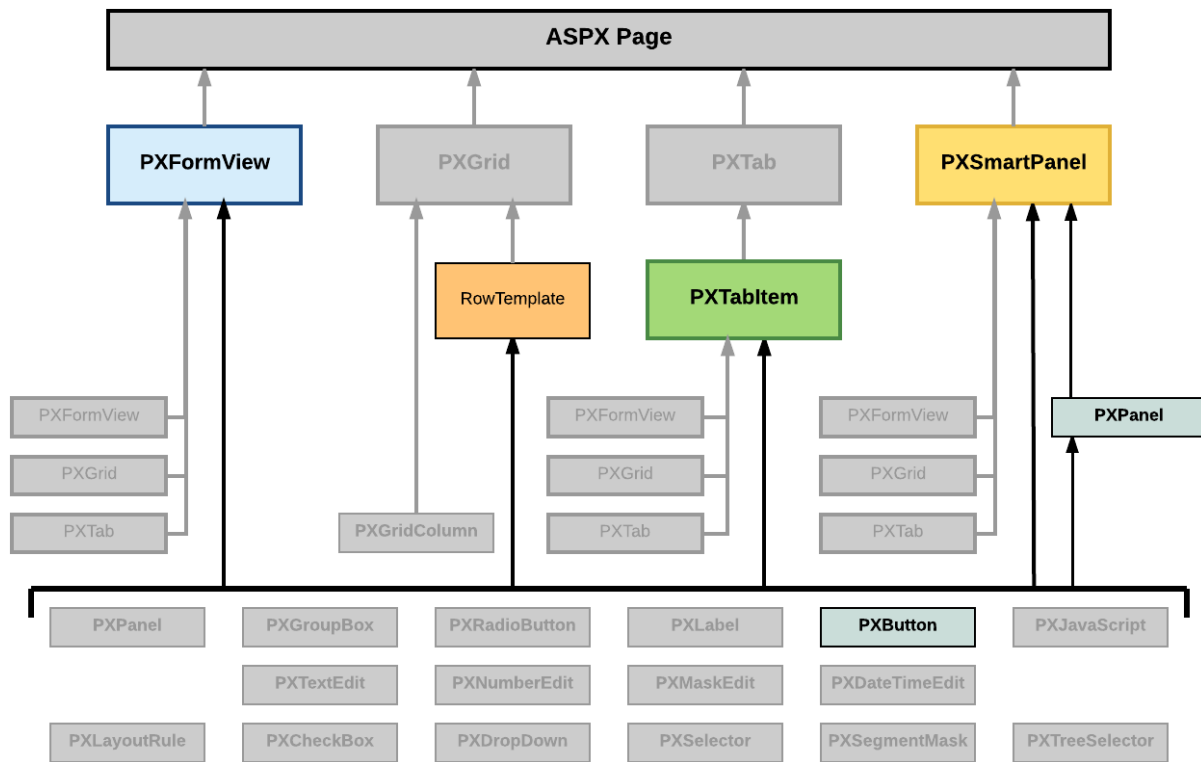 ASPX Page
PXFormView
PXGrid
PXTab
PXSmartPanel
RowTemplate
PXTabItem
PXFormView
PXFormView
PXFormView
PXPanel
PXGrid
PXGrid
PXGrid
PXTab
PXGridColumn
PXTab
PXTab
PXPanel
PXGroupBox
PXRadioButton
PXLabel
PXButton
PXJavaScript
PXTextEdit
PXNumberEdit
PXMaskEdit
PXDateTimeEdit
PXLayoutRule
PXCheckBox
PXDropDown
PXSelector
PXSegmentMask
PXTreeSelector